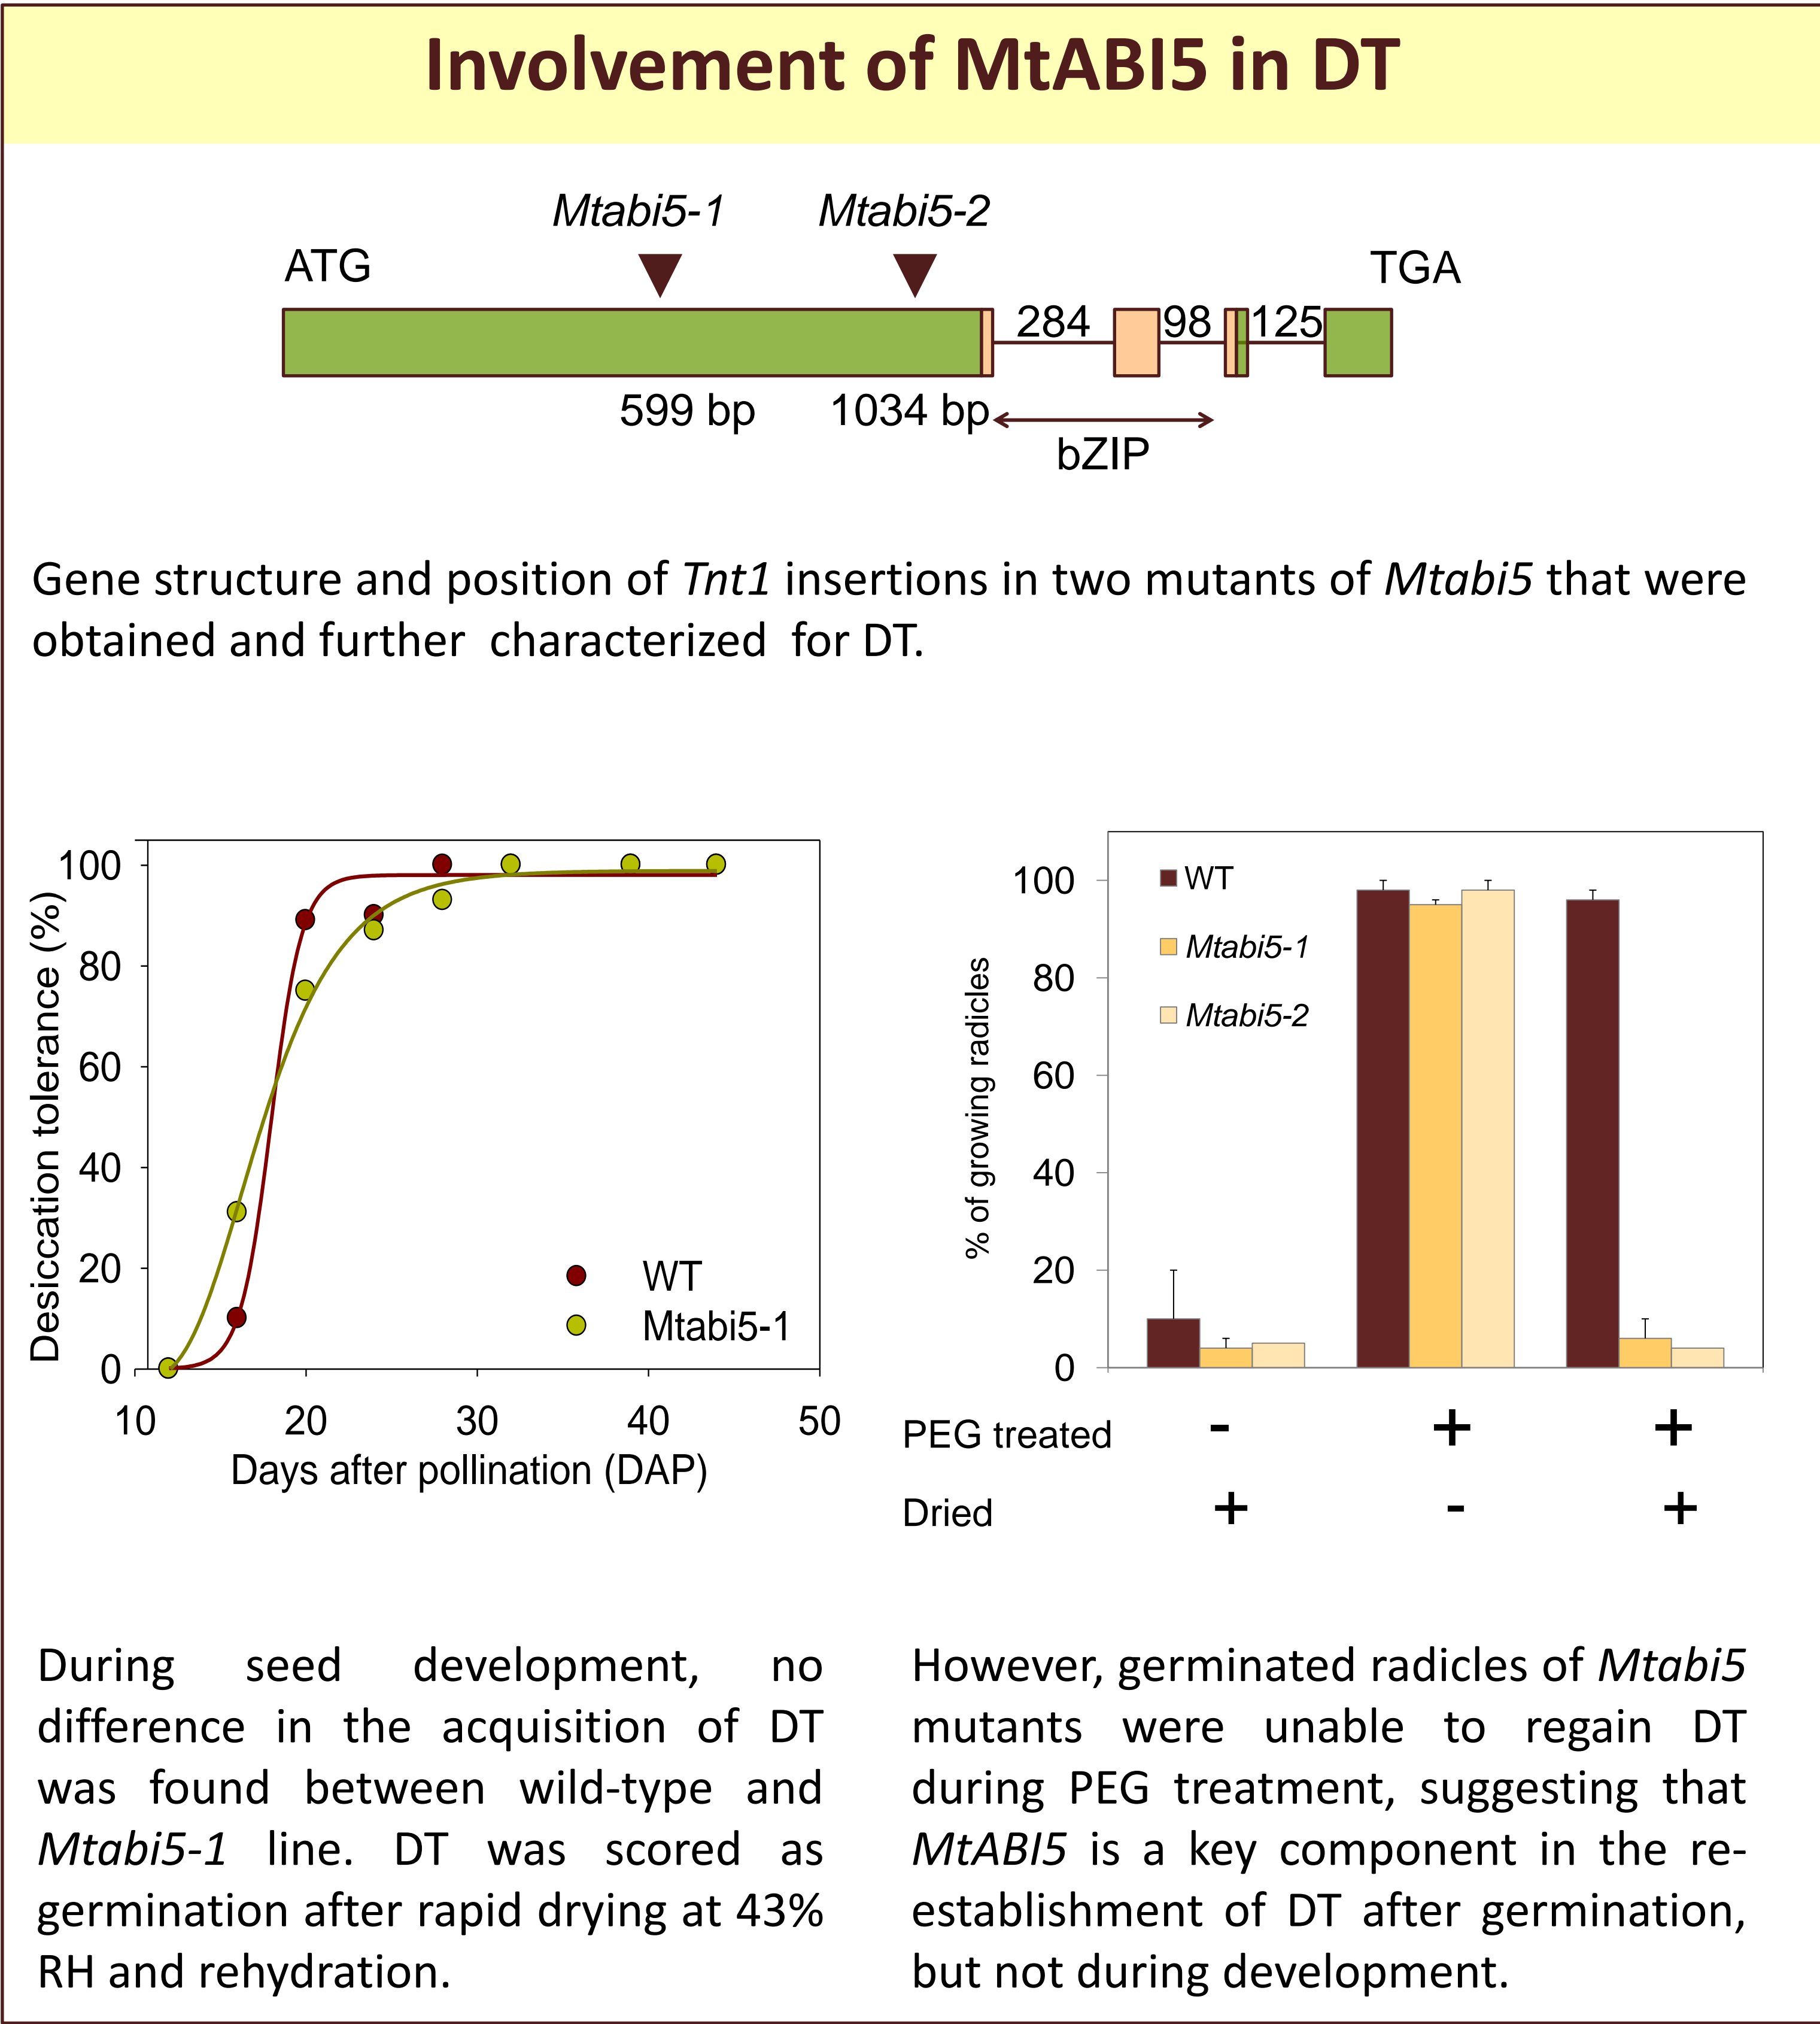 Involvement of MtABI5 in DT
Mtabi5-1 Mtabi5-2
ATG TGA
284 98 125
599 bp 1034 bp
bZIP
Gene structure and position of Tnt1 insertions in two mutants of Mtabi5 that were
obtained and further characterized for DT.
Desiccation tolerance (%)
100
80
60
40
20
0
10 20 30 40 50
Days after pollination (DAP)
WT
Mtabi5-1
% of growing radicles
100
80
60
40
20
0
WT
Mtabi5-1
Mtabi5-2
PEG treated - + +
Dried + - +
During seed development, no
difference in the acquisition of DT
was found between wild-type and
Mtabi5-1 line. DT was scored as
germination after rapid drying at 43%
RH and rehydration.
However, germinated radicles of Mtabi5
mutants were unable to regain DT
during PEG treatment, suggesting that
MtABI5 is a key component in the re-
establishment of DT after germination,
but not during development.